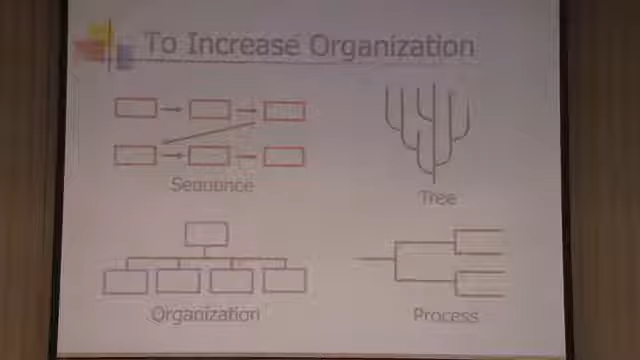 To Increase Organization
Sequence
Tree
Organization
Process